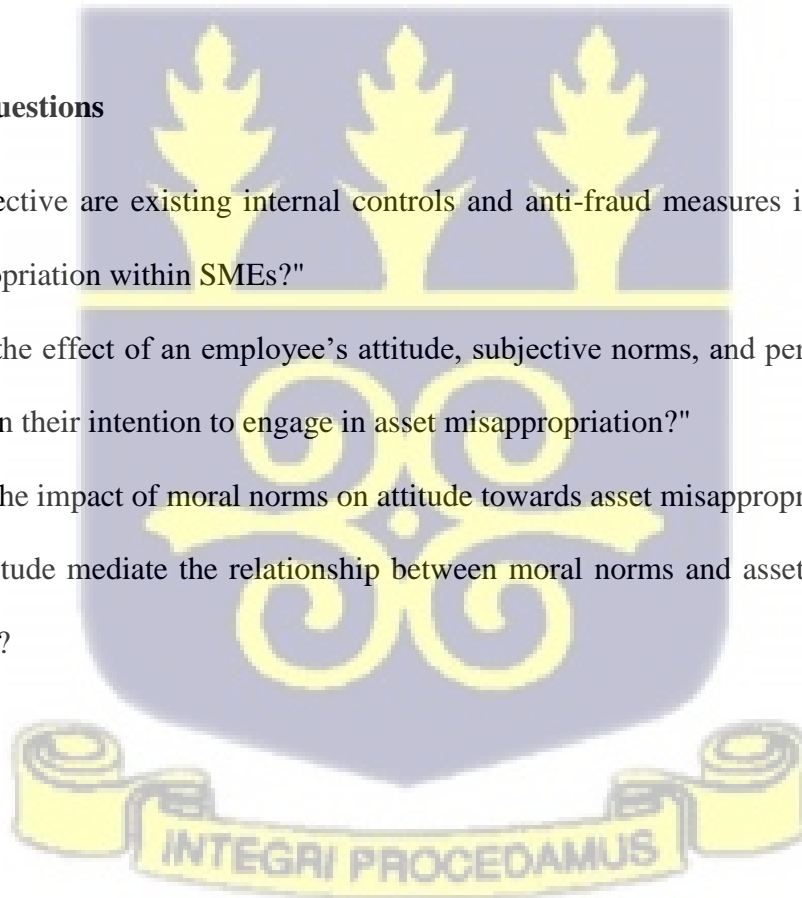 uestions
ective are existing internal controls and anti-fraud measures i
opriation within SMEs?"
the effect of an employee’s attitude, subjective norms, and per
n their intention to engage in asset misappropriation?"
he impact of moral norms on attitude towards asset misappropr
itude mediate the relationship between moral norms and asset
?
INTEGRI PROCEDAMUS